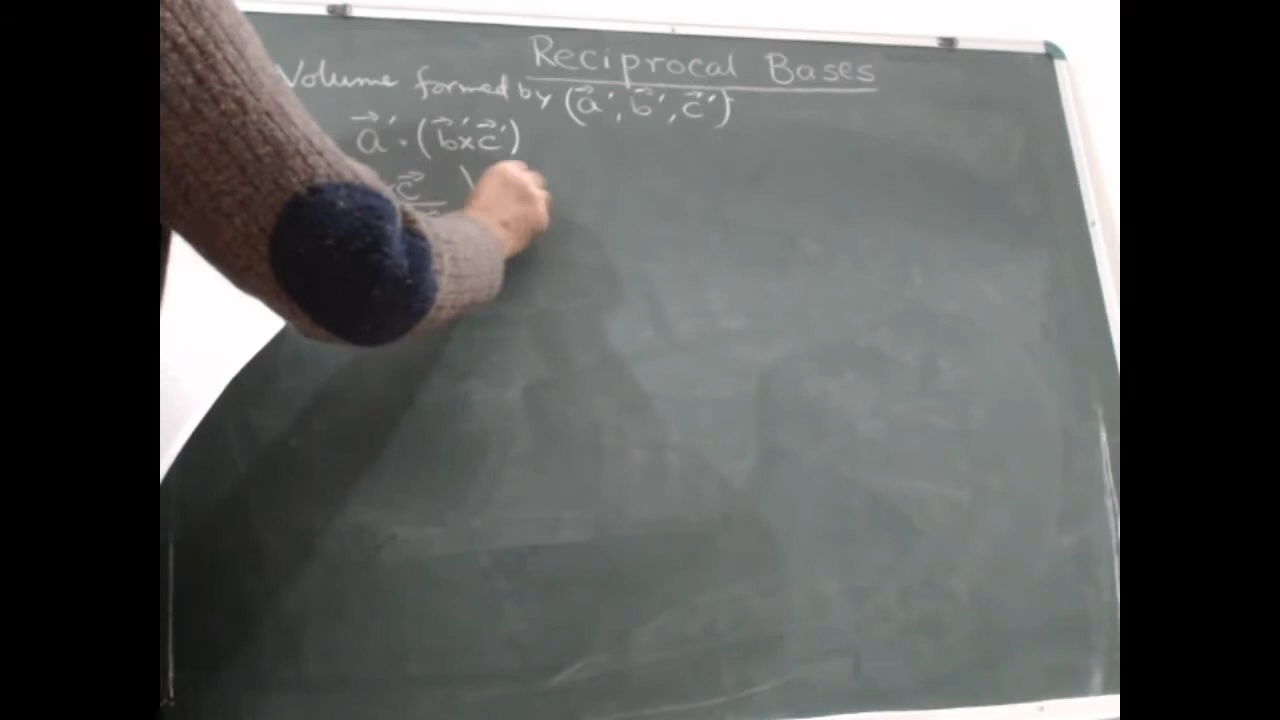 Reciprocal Bases
Volume formed by (a⃗′, b⃗′, c⃗′)
a⃗′ · (b⃗′×c⃗′)
×c⃗